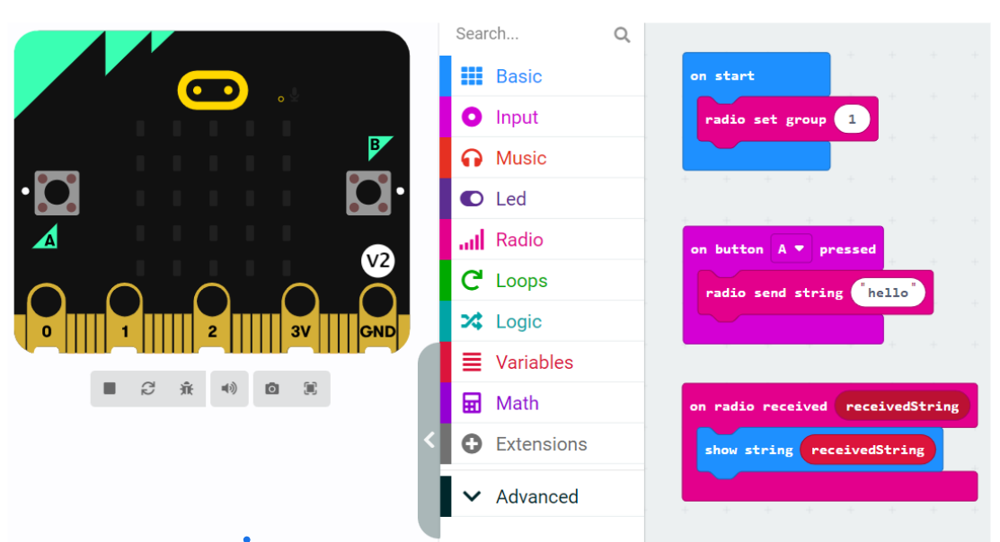 B
A
V2
0 1 2 3V GND
Search...
Basic
Input
Music
Led
Radio
Loops
Logic
Variables
Math
Extensions
Advanced
on start
radio set group 1
on button A pressed
radio send string "hello"
on radio received receivedString
show string receivedString